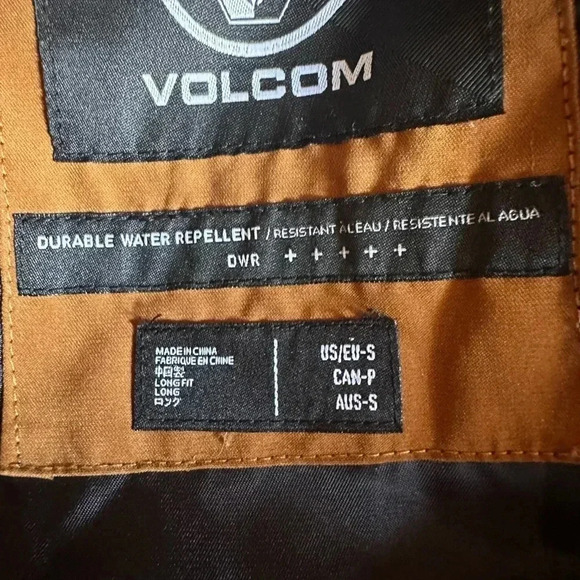 VOLCOM
DURABLE WATER REPELLENT / RESISTANT À L'EAU / RESISTENTE AL AGUA
DWR + + + + +
MADE IN CHINA
FABRIQUE EN CHINE
中国製
LONG FIT
LONG
ロング
US/EU-S
CAN-P
AUS-S